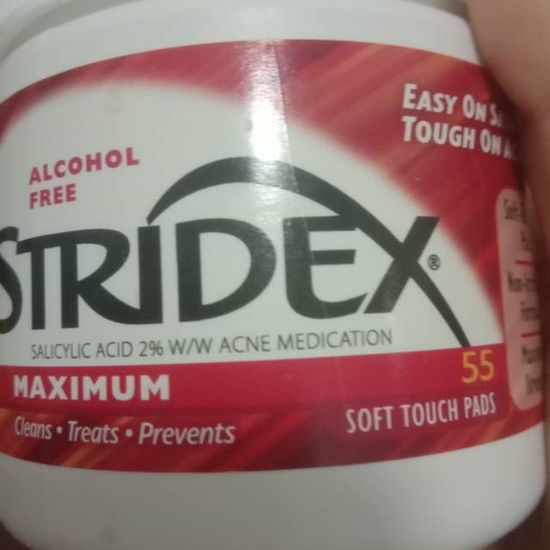 EASY ON
TOUGH ON
ALCOHOL
FREE
STRIDEX®
SALICYLIC ACID 2% W/W ACNE MEDICATION
MAXIMUM
55
SOFT TOUCH PADS
Cleans • Treats • Prevents